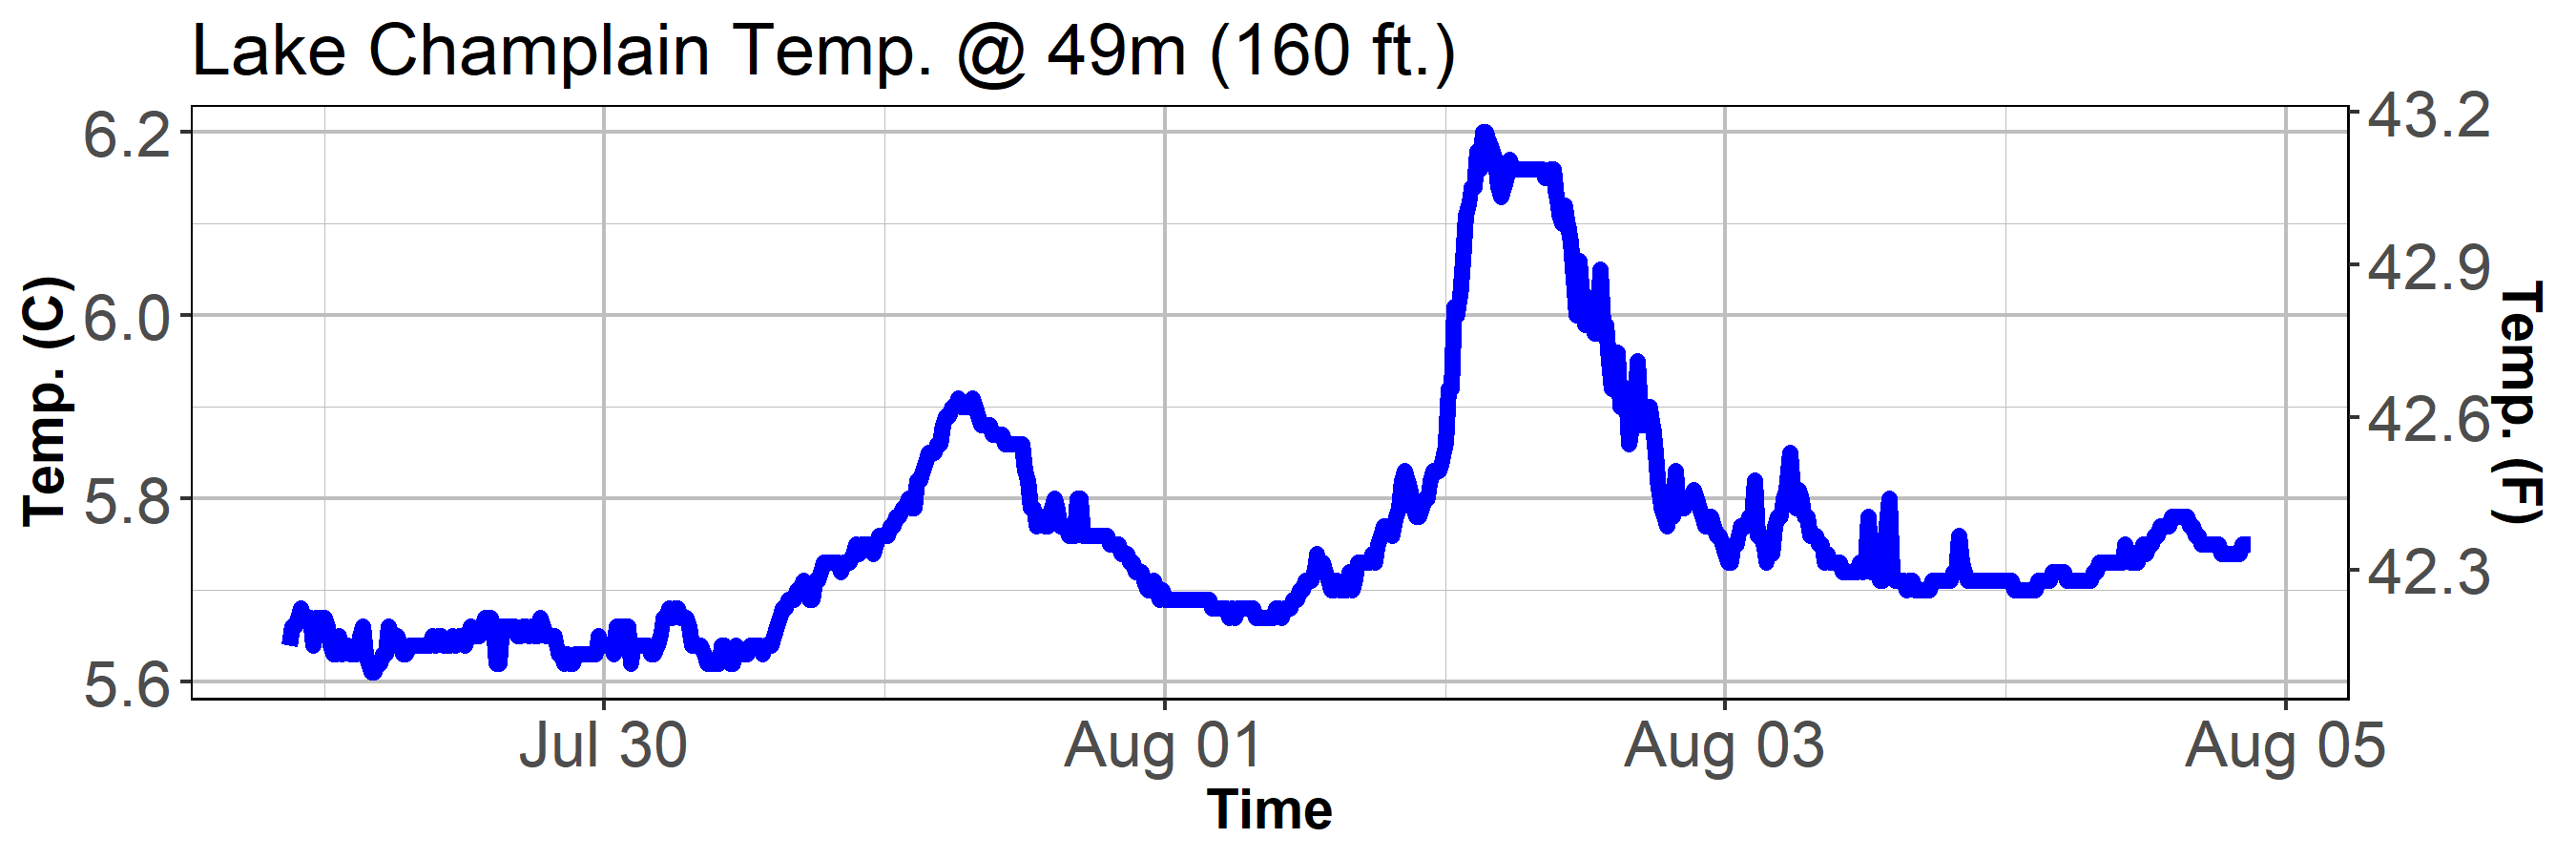 Lake Champlain Temp. @ 49m (160 ft.)
6.2
6.0
5.8
5.6
Temp. (C)
43.2
42.9
42.6
42.3
Temp. (F)
Jul 30
Aug 01
Aug 03
Aug 05
Time